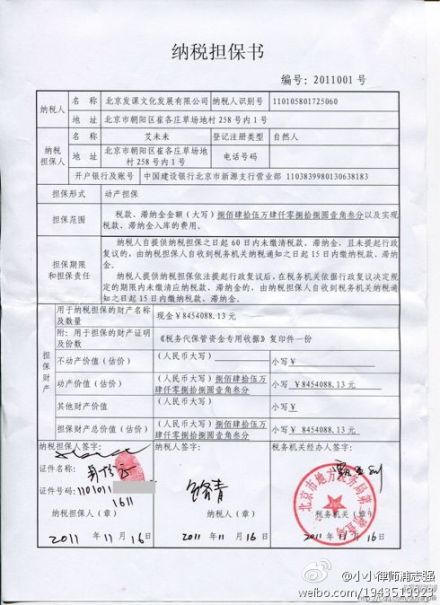 纳税担保书
编号：2011001 号
纳税人 名 称 北京发课文化发展有限公司 纳税人识别号 110105801725060
地 址 北京市朝阳区崔各庄草场地村 258 号内 1 号
纳税担保人 名 称 艾未未 登记注册类型 自然人
地 址 北京市朝阳区崔各庄草场地村 258 号内 1 号 电话号码
开户银行及账号 中国建设银行北京市新源支行营业部 1103839980130638183
担保形式 动产担保
担保范围 税款、滞纳金金额（大写）捌佰肆拾伍万肆仟零捌拾捌圆壹角叁分以及实现
税款、滞纳金入库的费用。
担保期限和担保责任 纳税人自提供纳税担保之日起 60 日内未缴清税款、滞纳金，且未提起行政
复议的，由纳税担保人自收到税务机关的纳税通知之日起 15 日内缴纳税款、滞
纳金。
纳税人提供纳税担保依法提起行政复议后，在税务机关依据行政复议决定规
定的期限内未缴清应纳税款、滞纳金的，由纳税担保人自收到税务机关的纳税通
知之日起 15 日内缴纳税款、滞纳金。
担保财产
用于纳税担保的财产名称及数量 现金￥8454088.13 元
附：用于担保的财产证明及份数 《税务代保管资金专用收据》复印件一份
不动产价值（估价） （人民币大写） 小写￥
动产价值（估价） （人民币大写）捌佰肆拾伍万肆仟零捌拾捌圆壹角叁分 小写￥ 8454088.13 元
其他财产价值 （人民币大写） 小写￥
担保财产总价值（估价） （人民币大写）捌佰肆拾伍万肆仟零捌拾捌圆壹角叁分 小写￥ 8454088.13 元
纳税担保人签字： 纳税人签字： 税务机关经办人签字：
证件名称：
证件号码：1101011
1611
纳税担保人（章） 纳税人（章） 税务机关（章）
2011 年 11 月 16 日 2011 年 11 月 16 日 2011 年 11 月 16 日
@小小律师浦志强
weibo.com/1943519923